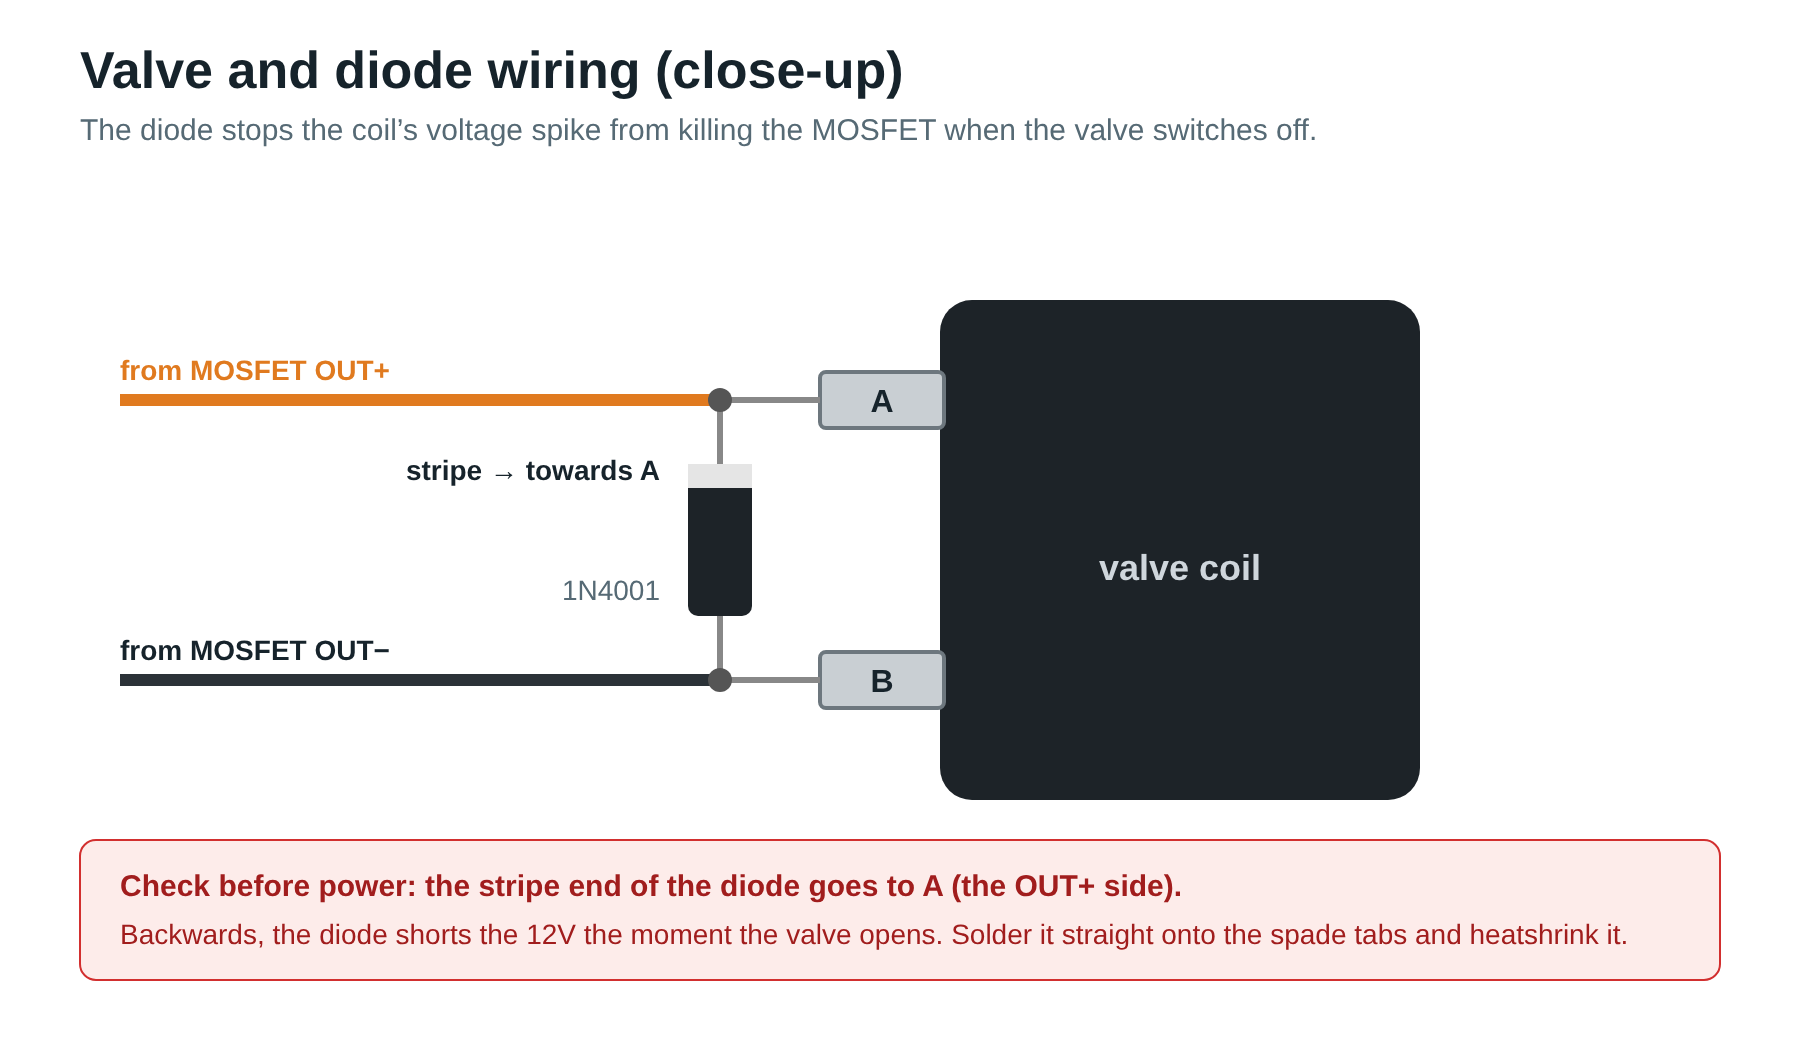 Valve and diode wiring (close-up)
The diode stops the coil’s voltage spike from killing the MOSFET when the valve switches off.
from MOSFET OUT+
A
stripe → towards A
valve coil
1N4001
from MOSFET OUT−
B
Check before power: the stripe end of the diode goes to A (the OUT+ side).
Backwards, the diode shorts the 12V the moment the valve opens. Solder it straight onto the spade tabs and heatshrink it.